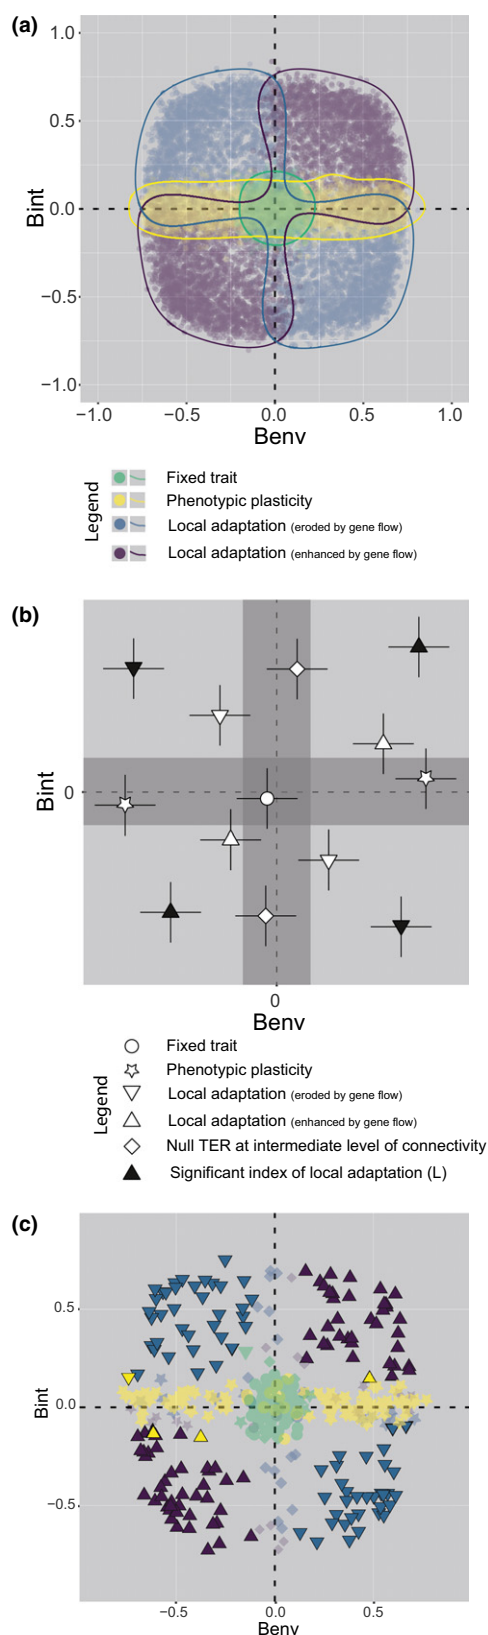 (a)
1.0
0.5
Bint
0.0
−0.5
−1.0
−1.0 −0.5 0.0 0.5 1.0
Benv
Legend
Fixed trait
Phenotypic plasticity
Local adaptation (eroded by gene flow)
Local adaptation (enhanced by gene flow)
(b)
Bint
0
0
Benv
Legend
Fixed trait
Phenotypic plasticity
Local adaptation (eroded by gene flow)
Local adaptation (enhanced by gene flow)
Null TER at intermediate level of connectivity
Significant index of local adaptation (L)
(c)
0.5
Bint
0.0
−0.5
−0.5 0.0 0.5
Benv